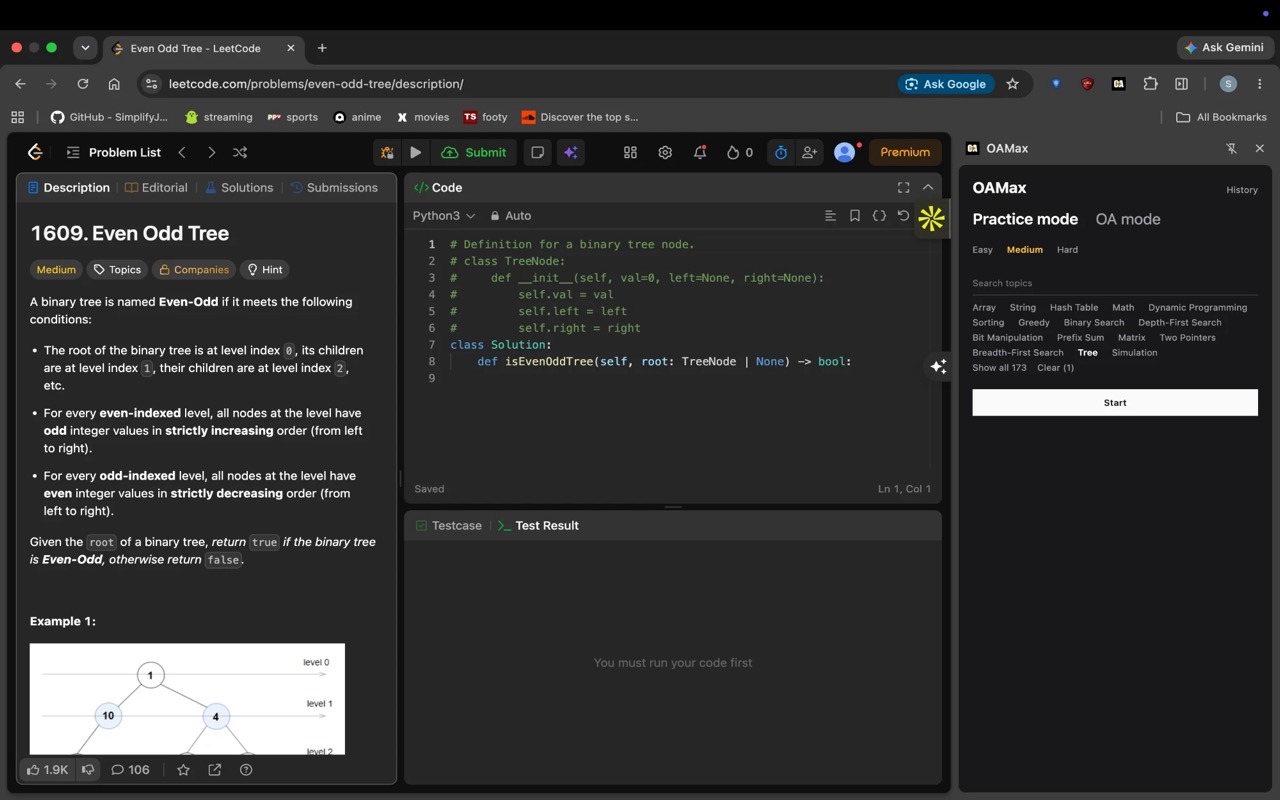 Even Odd Tree - LeetCode
Ask Gemini
leetcode.com/problems/even-odd-tree/description/
Ask Google
OA
S
GitHub - SimplifyJ...
streaming
PPV sports
anime
movies
TS footy
Discover the top s...
All Bookmarks
Problem List
Submit
0
Premium
Description
Editorial
Solutions
Submissions
1609. Even Odd Tree
Medium
Topics
Companies
Hint
A binary tree is named Even-Odd if it meets the following
conditions:
• The root of the binary tree is at level index 0, its children
are at level index 1, their children are at level index 2,
etc.
• For every even-indexed level, all nodes at the level have
odd integer values in strictly increasing order (from left
to right).
• For every odd-indexed level, all nodes at the level have
even integer values in strictly decreasing order (from
left to right).
Given the root of a binary tree, return true if the binary tree
is Even-Odd, otherwise return false.
Example 1:
level 0
1
level 1
10
4
level 2
1.9K
106
</> Code
Python3
Auto
1 # Definition for a binary tree node.
2 # class TreeNode:
3 #     def __init__(self, val=0, left=None, right=None):
4 #         self.val = val
5 #         self.left = left
6 #         self.right = right
7 class Solution:
8     def isEvenOddTree(self, root: TreeNode | None) -> bool:
9
Saved
Ln 1, Col 1
Testcase
>_ Test Result
You must run your code first
OA OAMax
OAMax
History
Practice mode
OA mode
Easy Medium Hard
Search topics
Array String Hash Table Math Dynamic Programming
Sorting Greedy Binary Search Depth-First Search
Bit Manipulation Prefix Sum Matrix Two Pointers
Breadth-First Search Tree Simulation
Show all 173 Clear (1)
Start